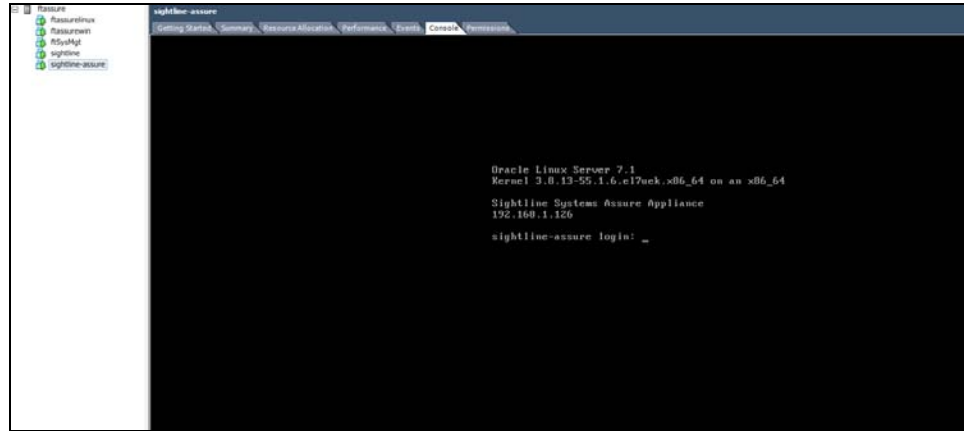 ftassure
ftassurelinux
ftassurewin
ftSysMgt
sightline
sightline-assure
sightline-assure
Getting Started Summary Resource Allocation Performance Events Console Permissions
Oracle Linux Server 7.1
Kernel 3.8.13-55.1.6.el7uek.x86_64 on an x86_64
Sightline Systems Assure Appliance
192.168.1.126
sightline-assure login: _